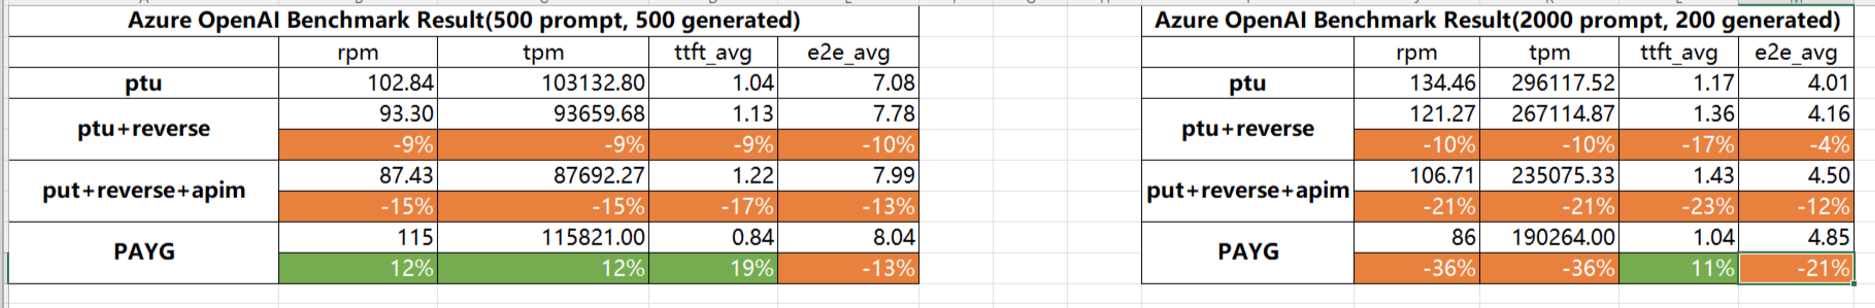 Azure OpenAI Benchmark Result(500 prompt, 500 generated)
rpm tpm ttft_avg e2e_avg
ptu 102.84 103132.80 1.04 7.08
ptu+reverse 93.30 93659.68 1.13 7.78
-9% -9% -9% -10%
put+reverse+apim 87.43 87692.27 1.22 7.99
-15% -15% -17% -13%
PAYG 115 115821.00 0.84 8.04
12% 12% 19% -13%
Azure OpenAI Benchmark Result(2000 prompt, 200 generated)
rpm tpm ttft_avg e2e_avg
ptu 134.46 296117.52 1.17 4.01
ptu+reverse 121.27 267114.87 1.36 4.16
-10% -10% -17% -4%
put+reverse+apim 106.71 235075.33 1.43 4.50
-21% -21% -23% -12%
PAYG 86 190264.00 1.04 4.85
-36% -36% 11% -21%